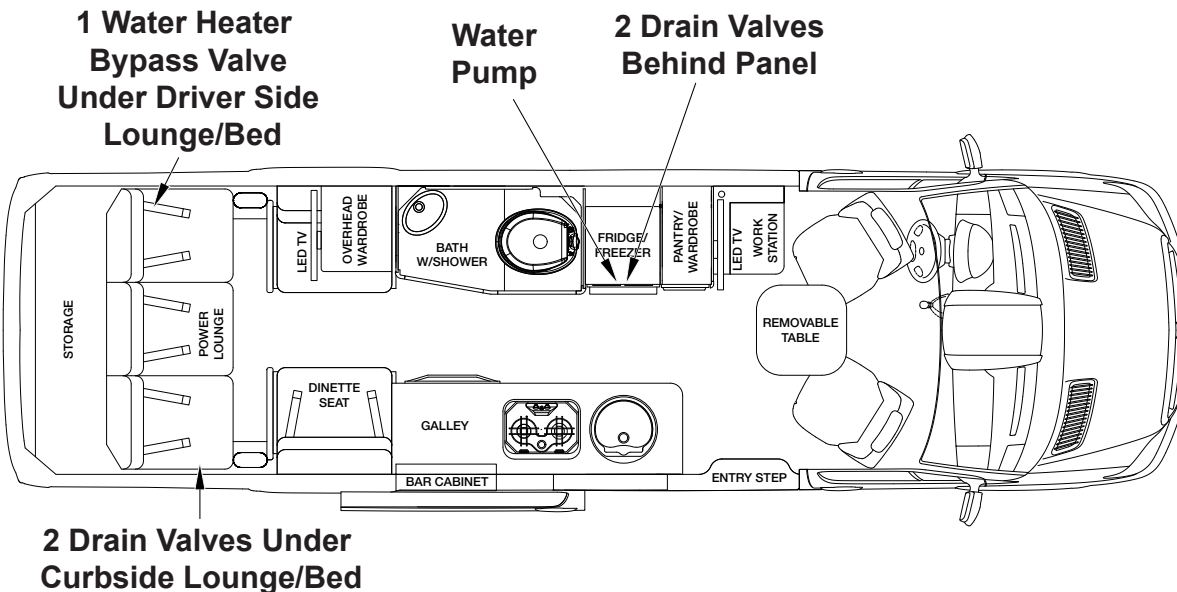 1 Water Heater
Bypass Valve
Under Driver Side
Lounge/Bed
Water
Pump
2 Drain Valves
Behind Panel
STORAGE
POWER
LOUNGE
LED TV
OVERHEAD
WARDROBE
BATH
W/SHOWER
FRIDGE/
FREEZER
PANTRY/
WARDROBE
LED TV
WORK
STATION
REMOVABLE
TABLE
DINETTE
SEAT
GALLEY
BAR CABINET
ENTRY STEP
2 Drain Valves Under
Curbside Lounge/Bed